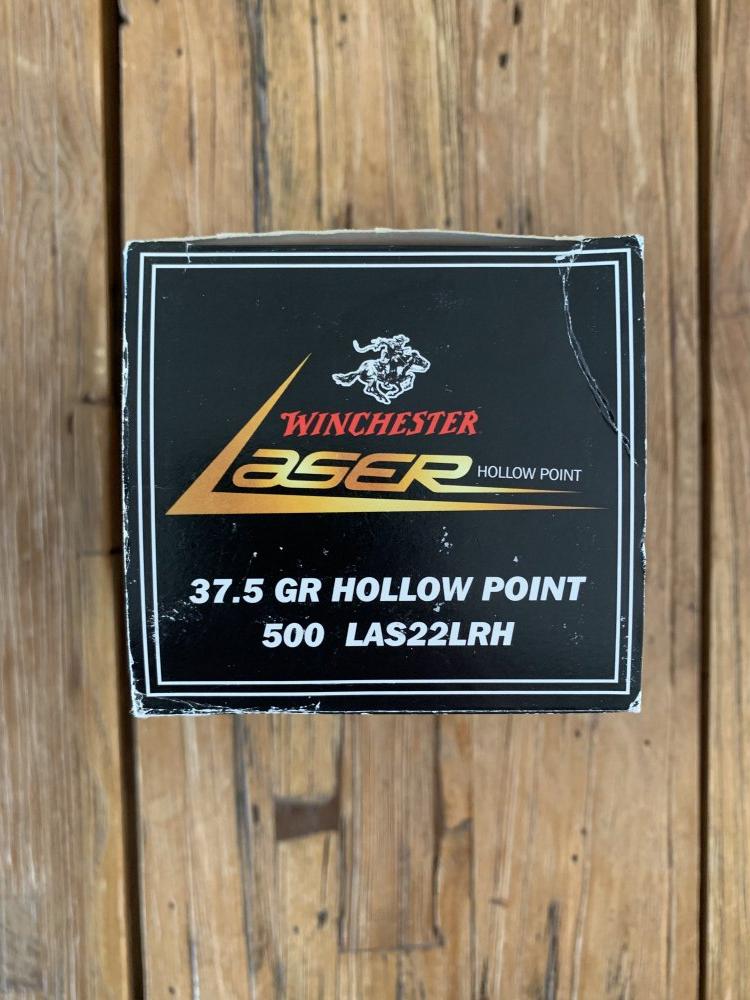 WINCHESTER
LASER HOLLOW POINT
37.5 GR HOLLOW POINT
500 LAS22LRH